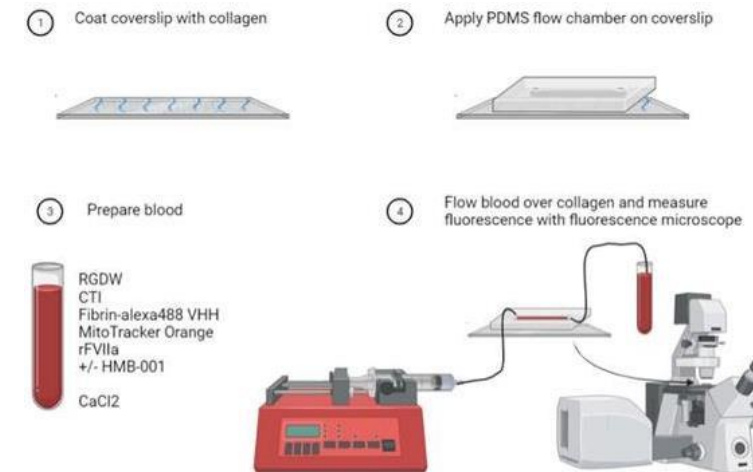 1 Coat coverslip with collagen
2 Apply PDMS flow chamber on coverslip
3 Prepare blood
RGDW
CTI
Fibrin-alexa488 VHH
MitoTracker Orange
rFVIIa
+/- HMB-001
CaCl2
4 Flow blood over collagen and measure
fluorescence with fluorescence microscope